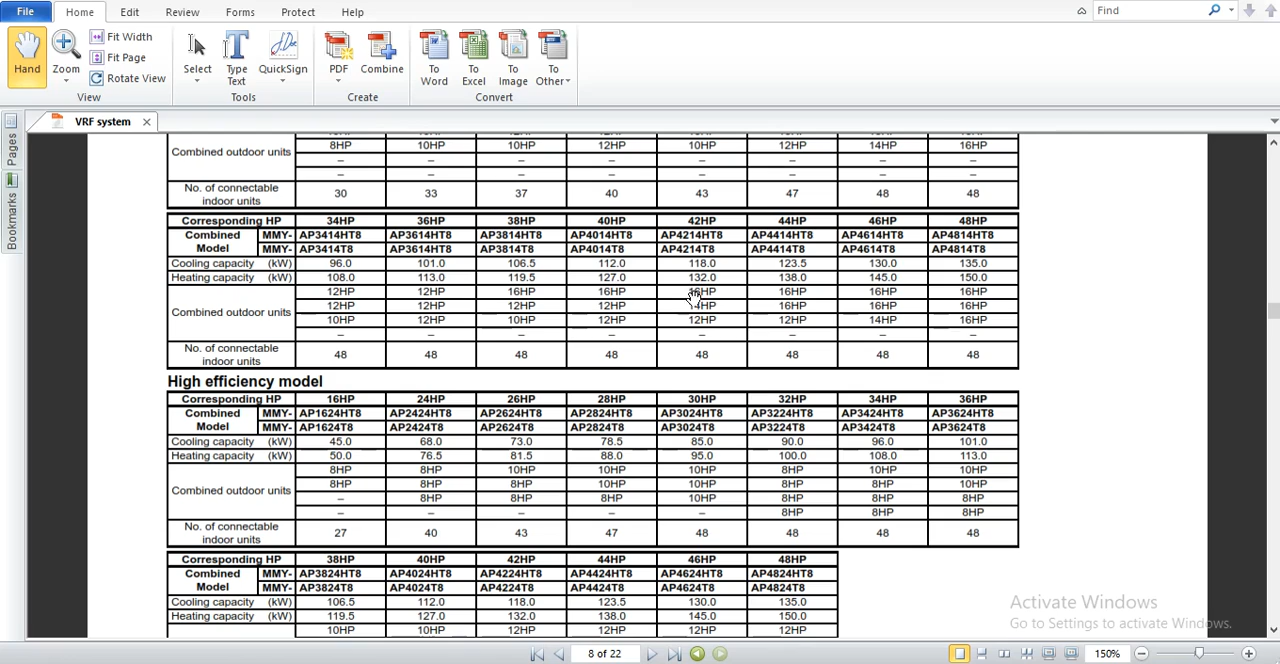 File Home Edit Review Forms Protect Help Find
Hand Zoom Fit Width
Fit Page
Rotate View
Select Type Text QuickSign PDF Combine To Word To Excel To Image To Other
View Tools Create Convert
VRF system
Pages
Bookmarks
Combined outdoor units 8HP 10HP 10HP 12HP 10HP 12HP 14HP 16HP
– – – – – – – –
– – – – – – – –
No. of connectable indoor units 30 33 37 40 43 47 48 48
Corresponding HP 34HP 36HP 38HP 40HP 42HP 44HP 46HP 48HP
Combined Model MMY- AP3414HT8 AP3614HT8 AP3814HT8 AP4014HT8 AP4214HT8 AP4414HT8 AP4614HT8 AP4814HT8
MMY- AP3414T8 AP3614T8 AP3814T8 AP4014T8 AP4214T8 AP4414T8 AP4614T8 AP4814T8
Cooling capacity (kW) 96.0 101.0 106.5 112.0 118.0 123.5 130.0 135.0
Heating capacity (kW) 108.0 113.0 119.5 127.0 132.0 138.0 145.0 150.0
Combined outdoor units 12HP 12HP 16HP 16HP 16HP 16HP 16HP 16HP
12HP 12HP 12HP 12HP 14HP 16HP 16HP 16HP
10HP 12HP 10HP 12HP 12HP 12HP 14HP 16HP
– – – – – – – –
No. of connectable indoor units 48 48 48 48 48 48 48 48
High efficiency model
Corresponding HP 16HP 24HP 26HP 28HP 30HP 32HP 34HP 36HP
Combined Model MMY- AP1624HT8 AP2424HT8 AP2624HT8 AP2824HT8 AP3024HT8 AP3224HT8 AP3424HT8 AP3624HT8
MMY- AP1624T8 AP2424T8 AP2624T8 AP2824T8 AP3024T8 AP3224T8 AP3424T8 AP3624T8
Cooling capacity (kW) 45.0 68.0 73.0 78.5 85.0 90.0 96.0 101.0
Heating capacity (kW) 50.0 76.5 81.5 88.0 95.0 100.0 108.0 113.0
Combined outdoor units 8HP 8HP 10HP 10HP 10HP 8HP 10HP 10HP
8HP 8HP 8HP 10HP 10HP 8HP 8HP 10HP
– 8HP 8HP 8HP 10HP 8HP 8HP 8HP
– – – – – 8HP 8HP 8HP
No. of connectable indoor units 27 40 43 47 48 48 48 48
Corresponding HP 38HP 40HP 42HP 44HP 46HP 48HP
Combined Model MMY- AP3824HT8 AP4024HT8 AP4224HT8 AP4424HT8 AP4624HT8 AP4824HT8
MMY- AP3824T8 AP4024T8 AP4224T8 AP4424T8 AP4624T8 AP4824T8
Cooling capacity (kW) 106.5 112.0 118.0 123.5 130.0 135.0
Heating capacity (kW) 119.5 127.0 132.0 138.0 145.0 150.0
10HP 10HP 12HP 12HP 12HP 12HP
Activate Windows
Go to Settings to activate Windows.
8 of 22 150%